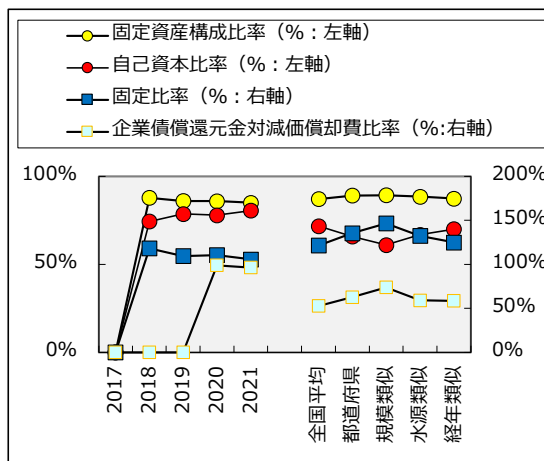 固定資産構成比率（%：左軸）
自己資本比率（%：左軸）
固定比率（%：右軸）
企業債償還元金対減価償却費比率（%:右軸）
100%
50%
0%
200%
150%
100%
50%
0%
2017
2018
2019
2020
2021
全国平均
都道府県
規模類似
水源類似
経年類似